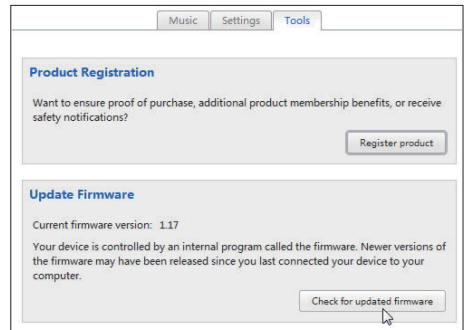 Music Settings Tools
Product Registration
Want to ensure proof of purchase, additional product membership benefits, or receive
safety notifications?
Register product
Update Firmware
Current firmware version: 1.17
Your device is controlled by an internal program called the firmware. Newer versions of
the firmware may have been released since you last connected your device to your
computer.
Check for updated firmware